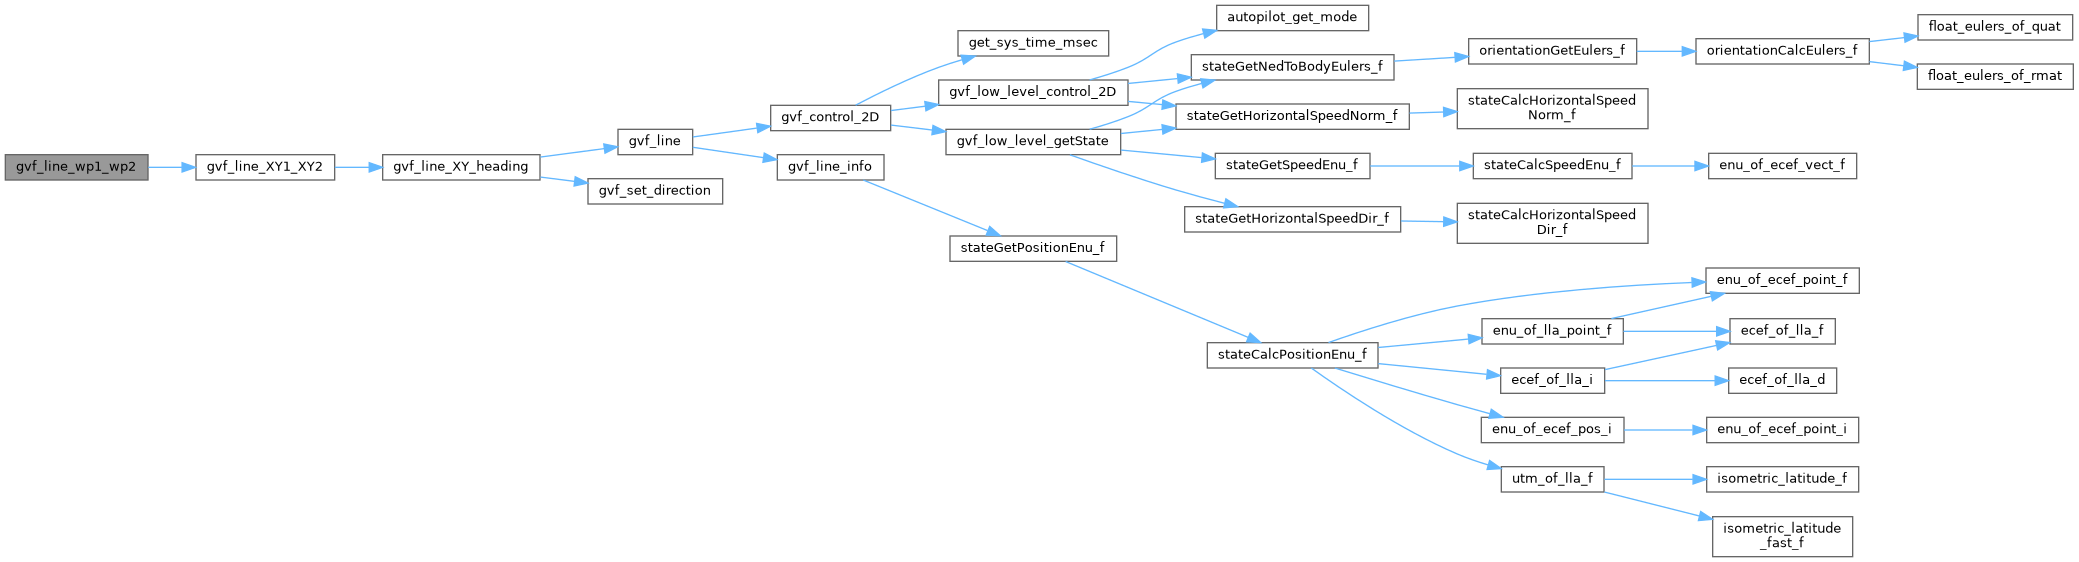 gvf_line_wp1_wp2
gvf_line_XY1_XY2
gvf_line_XY_heading
gvf_line
gvf_set_direction
gvf_control_2D
gvf_line_info
get_sys_time_msec
gvf_low_level_control_2D
gvf_low_level_getState
stateGetPositionEnu_f
autopilot_get_mode
stateGetNedToBodyEulers_f
stateGetHorizontalSpeedNorm_f
stateGetSpeedEnu_f
stateGetHorizontalSpeedDir_f
stateCalcPositionEnu_f
orientationGetEulers_f
stateCalcHorizontalSpeed
Norm_f
stateCalcSpeedEnu_f
stateCalcHorizontalSpeed
Dir_f
enu_of_lla_point_f
ecef_of_lla_i
enu_of_ecef_pos_i
utm_of_lla_f
orientationCalcEulers_f
enu_of_ecef_vect_f
enu_of_ecef_point_f
ecef_of_lla_f
ecef_of_lla_d
enu_of_ecef_point_i
isometric_latitude_f
isometric_latitude
_fast_f
float_eulers_of_quat
float_eulers_of_rmat